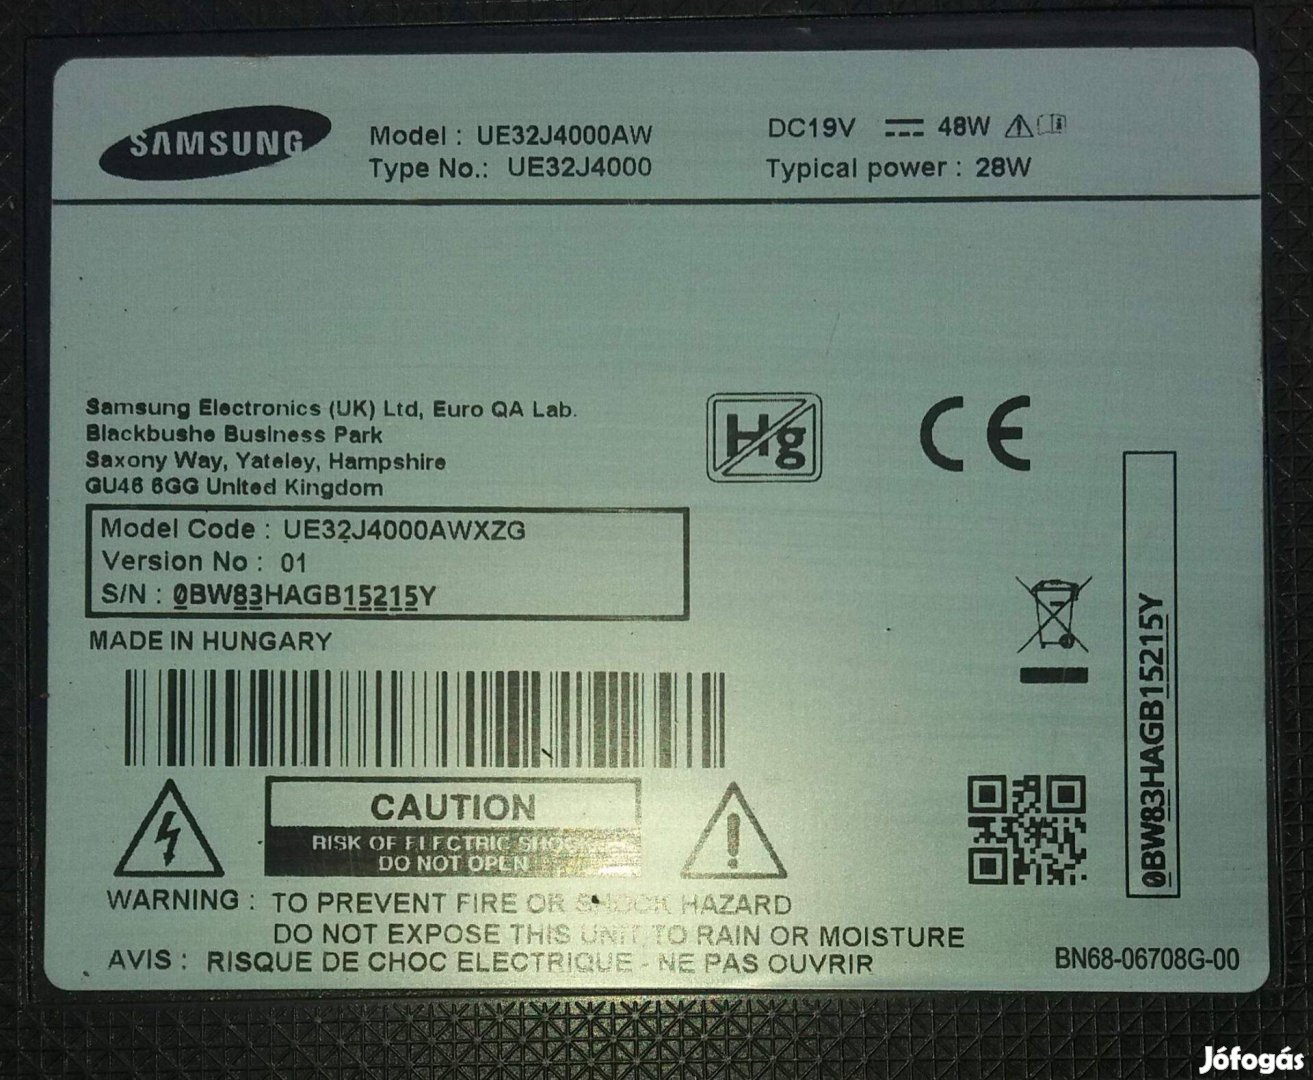 SAMSUNG
Model : UE32J4000AW
Type No.: UE32J4000
DC19V 48W
Typical power : 28W
Samsung Electronics (UK) Ltd, Euro QA Lab.
Blackbushe Business Park
Saxony Way, Yateley, Hampshire
GU46 6GG United Kingdom
Hg
CE
Model Code : UE32J4000AWXZG
Version No : 01
S/N : 0BW83HAGB15215Y
MADE IN HUNGARY
0BW83HAGB15215Y
CAUTION
RISK OF ELECTRIC SHOCK
DO NOT OPEN
WARNING : TO PREVENT FIRE OR SHOCK HAZARD
DO NOT EXPOSE THIS UNIT TO RAIN OR MOISTURE
AVIS : RISQUE DE CHOC ELECTRIQUE - NE PAS OUVRIR
BN68-06708G-00
Jófogás